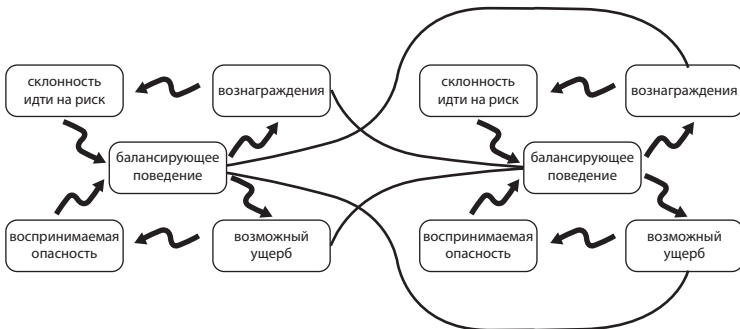 склонность
идти на риск
вознаграждения
балансирующее
поведение
воспринимаемая
опасность
возможный
ущерб
склонность
идти на риск
вознаграждения
балансирующее
поведение
воспринимаемая
опасность
возможный
ущерб